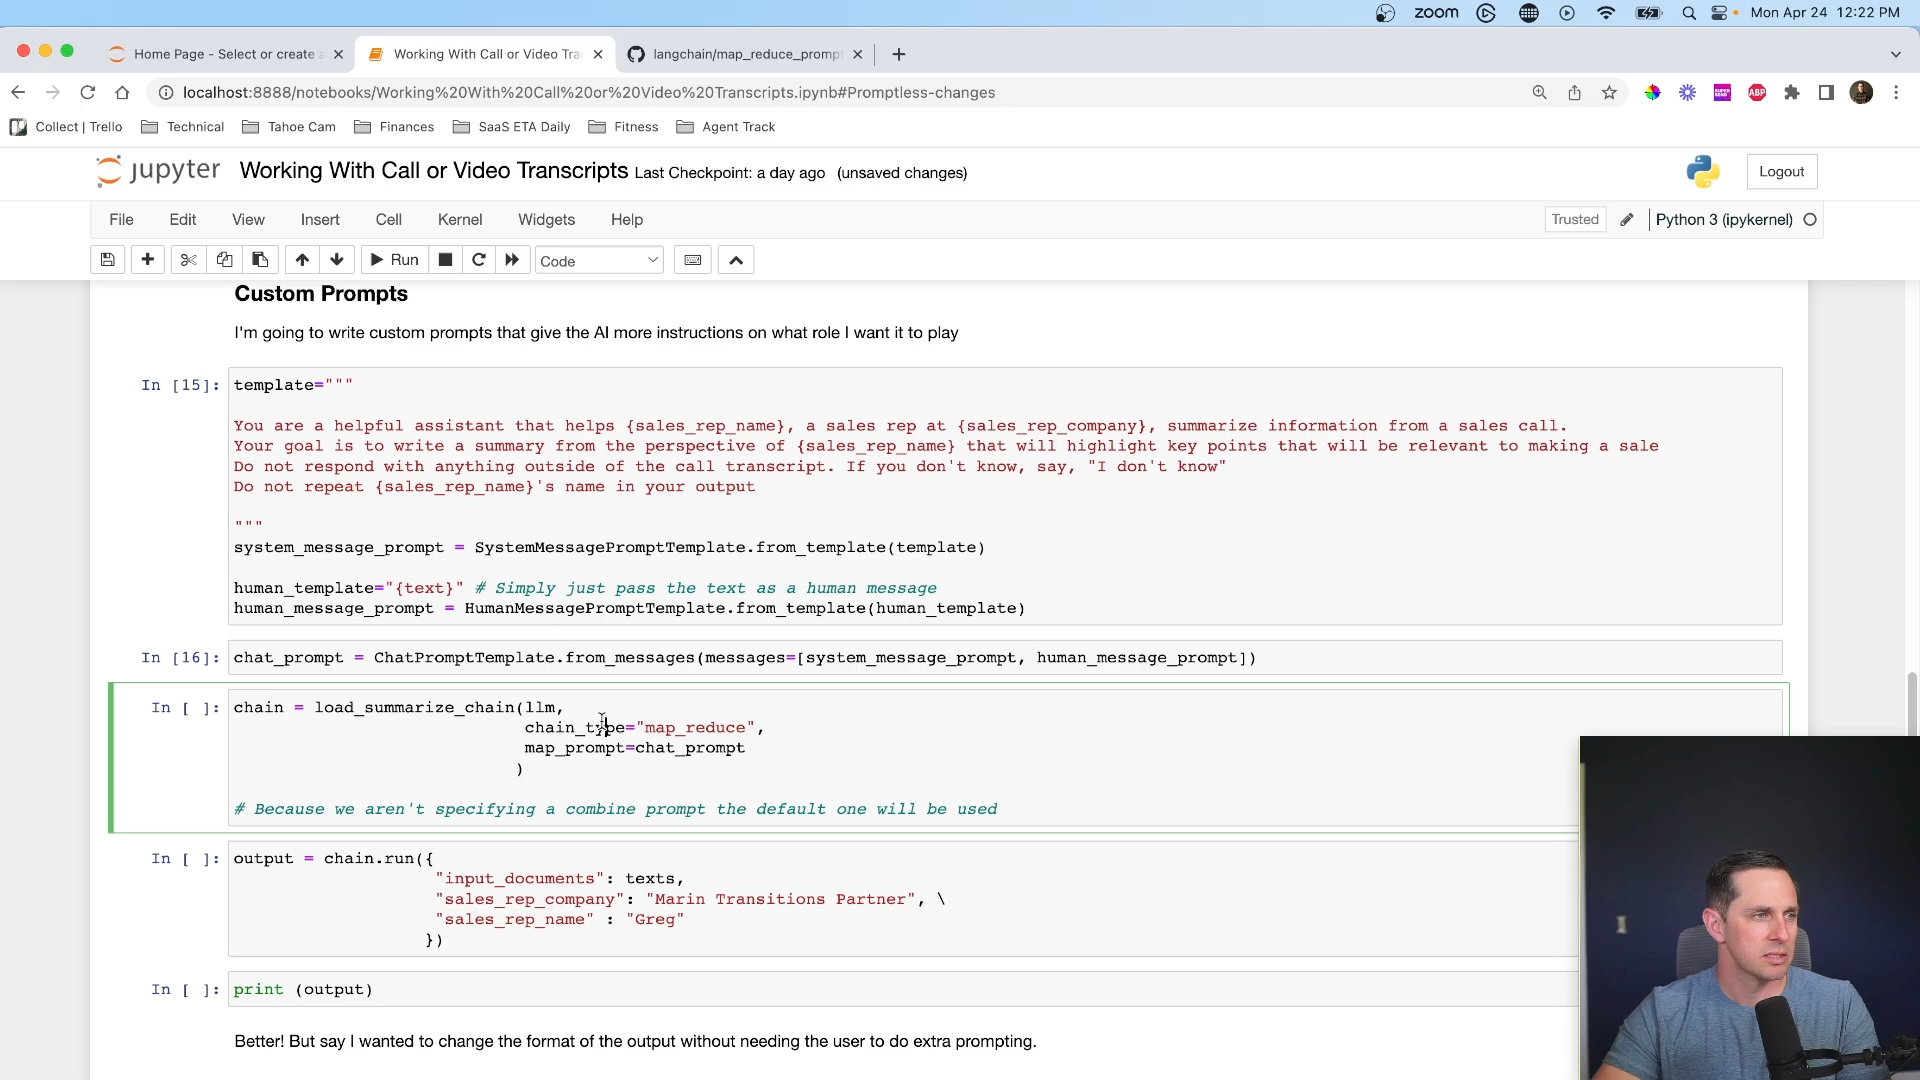 zoom
Mon Apr 24 12:22 PM
Home Page - Select or create a
Working With Call or Video Tra
langchain/map_reduce_promp
localhost:8888/notebooks/Working%20With%20Call%20or%20Video%20Transcripts.ipynb#Promptless-changes
ABP
Collect | Trello
Technical
Tahoe Cam
Finances
SaaS ETA Daily
Fitness
Agent Track
jupyter
Working With Call or Video Transcripts Last Checkpoint: a day ago (unsaved changes)
Logout
File
Edit
View
Insert
Cell
Kernel
Widgets
Help
Trusted
Python 3 (ipykernel)
Run
Code
Custom Prompts
I'm going to write custom prompts that give the AI more instructions on what role I want it to play
In [15]: template="""
You are a helpful assistant that helps {sales_rep_name}, a sales rep at {sales_rep_company}, summarize information from a sales call.
Your goal is to write a summary from the perspective of {sales_rep_name} that will highlight key points that will be relevant to making a sale
Do not respond with anything outside of the call transcript. If you don't know, say, "I don't know"
Do not repeat {sales_rep_name}'s name in your output
"""
system_message_prompt = SystemMessagePromptTemplate.from_template(template)
human_template="{text}" # Simply just pass the text as a human message
human_message_prompt = HumanMessagePromptTemplate.from_template(human_template)
In [16]: chat_prompt = ChatPromptTemplate.from_messages(messages=[system_message_prompt, human_message_prompt])
In [ ]: chain = load_summarize_chain(llm,
chain_type="map_reduce",
map_prompt=chat_prompt
)
# Because we aren't specifying a combine prompt the default one will be used
In [ ]: output = chain.run({
"input_documents": texts,
"sales_rep_company": "Marin Transitions Partner", \
"sales_rep_name" : "Greg"
})
In [ ]: print (output)
Better! But say I wanted to change the format of the output without needing the user to do extra prompting.